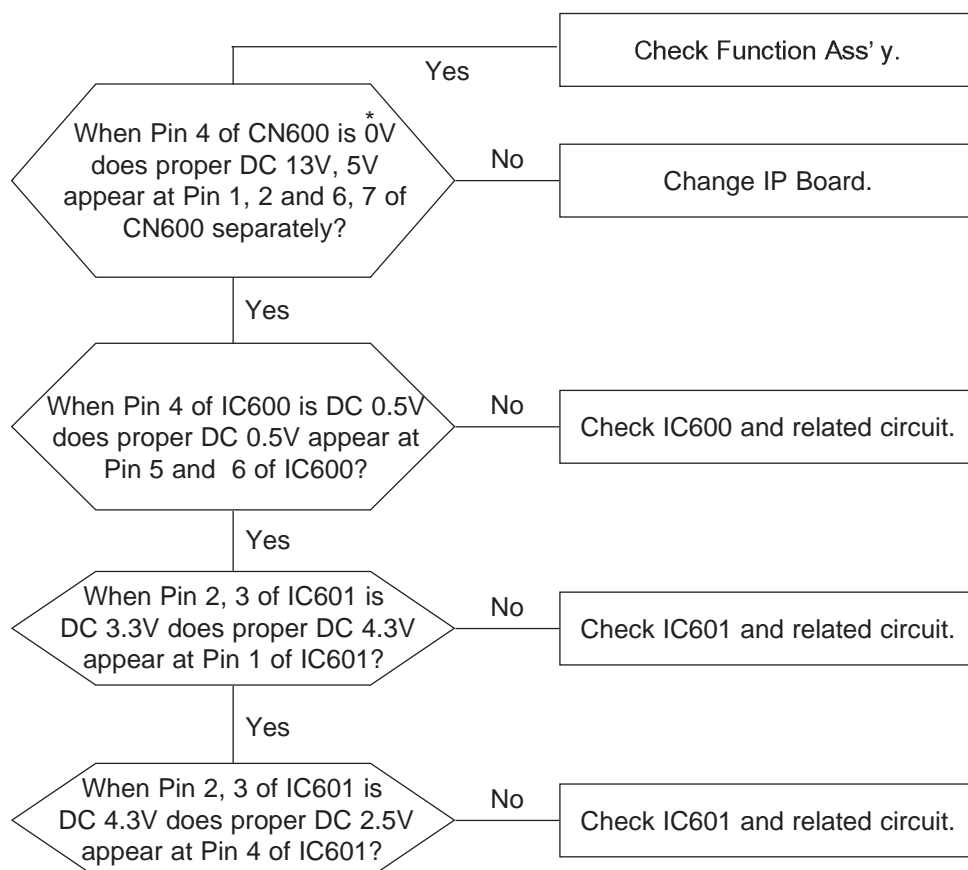 Check Function Ass' y.
Yes
When Pin 4 of CN600 is 0V
*
does proper DC 13V, 5V
appear at Pin 1, 2 and 6, 7 of
CN600 separately?
No
Change IP Board.
Yes
When Pin 4 of IC600 is DC 0.5V
does proper DC 0.5V appear at
Pin 5 and 6 of IC600?
No
Check IC600 and related circuit.
Yes
When Pin 2, 3 of IC601 is
DC 3.3V does proper DC 4.3V
appear at Pin 1 of IC601?
No
Check IC601 and related circuit.
Yes
When Pin 2, 3 of IC601 is
DC 4.3V does proper DC 2.5V
appear at Pin 4 of IC601?
No
Check IC601 and related circuit.